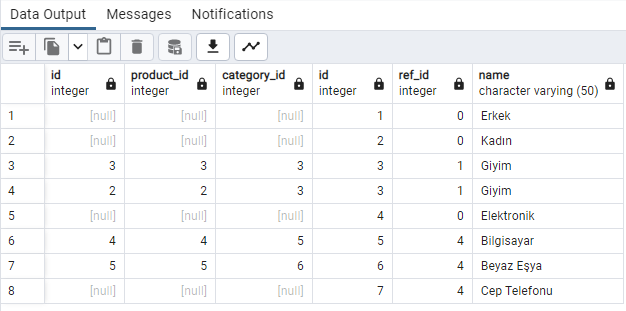 Data Output Messages Notifications
id integer product_id integer category_id integer id integer ref_id integer name character varying (50)
1 [null] [null] [null] 1 0 Erkek
2 [null] [null] [null] 2 0 Kadın
3 3 3 3 3 1 Giyim
4 2 2 3 3 1 Giyim
5 [null] [null] [null] 4 0 Elektronik
6 4 4 5 5 4 Bilgisayar
7 5 5 6 6 4 Beyaz Eşya
8 [null] [null] [null] 7 4 Cep Telefonu